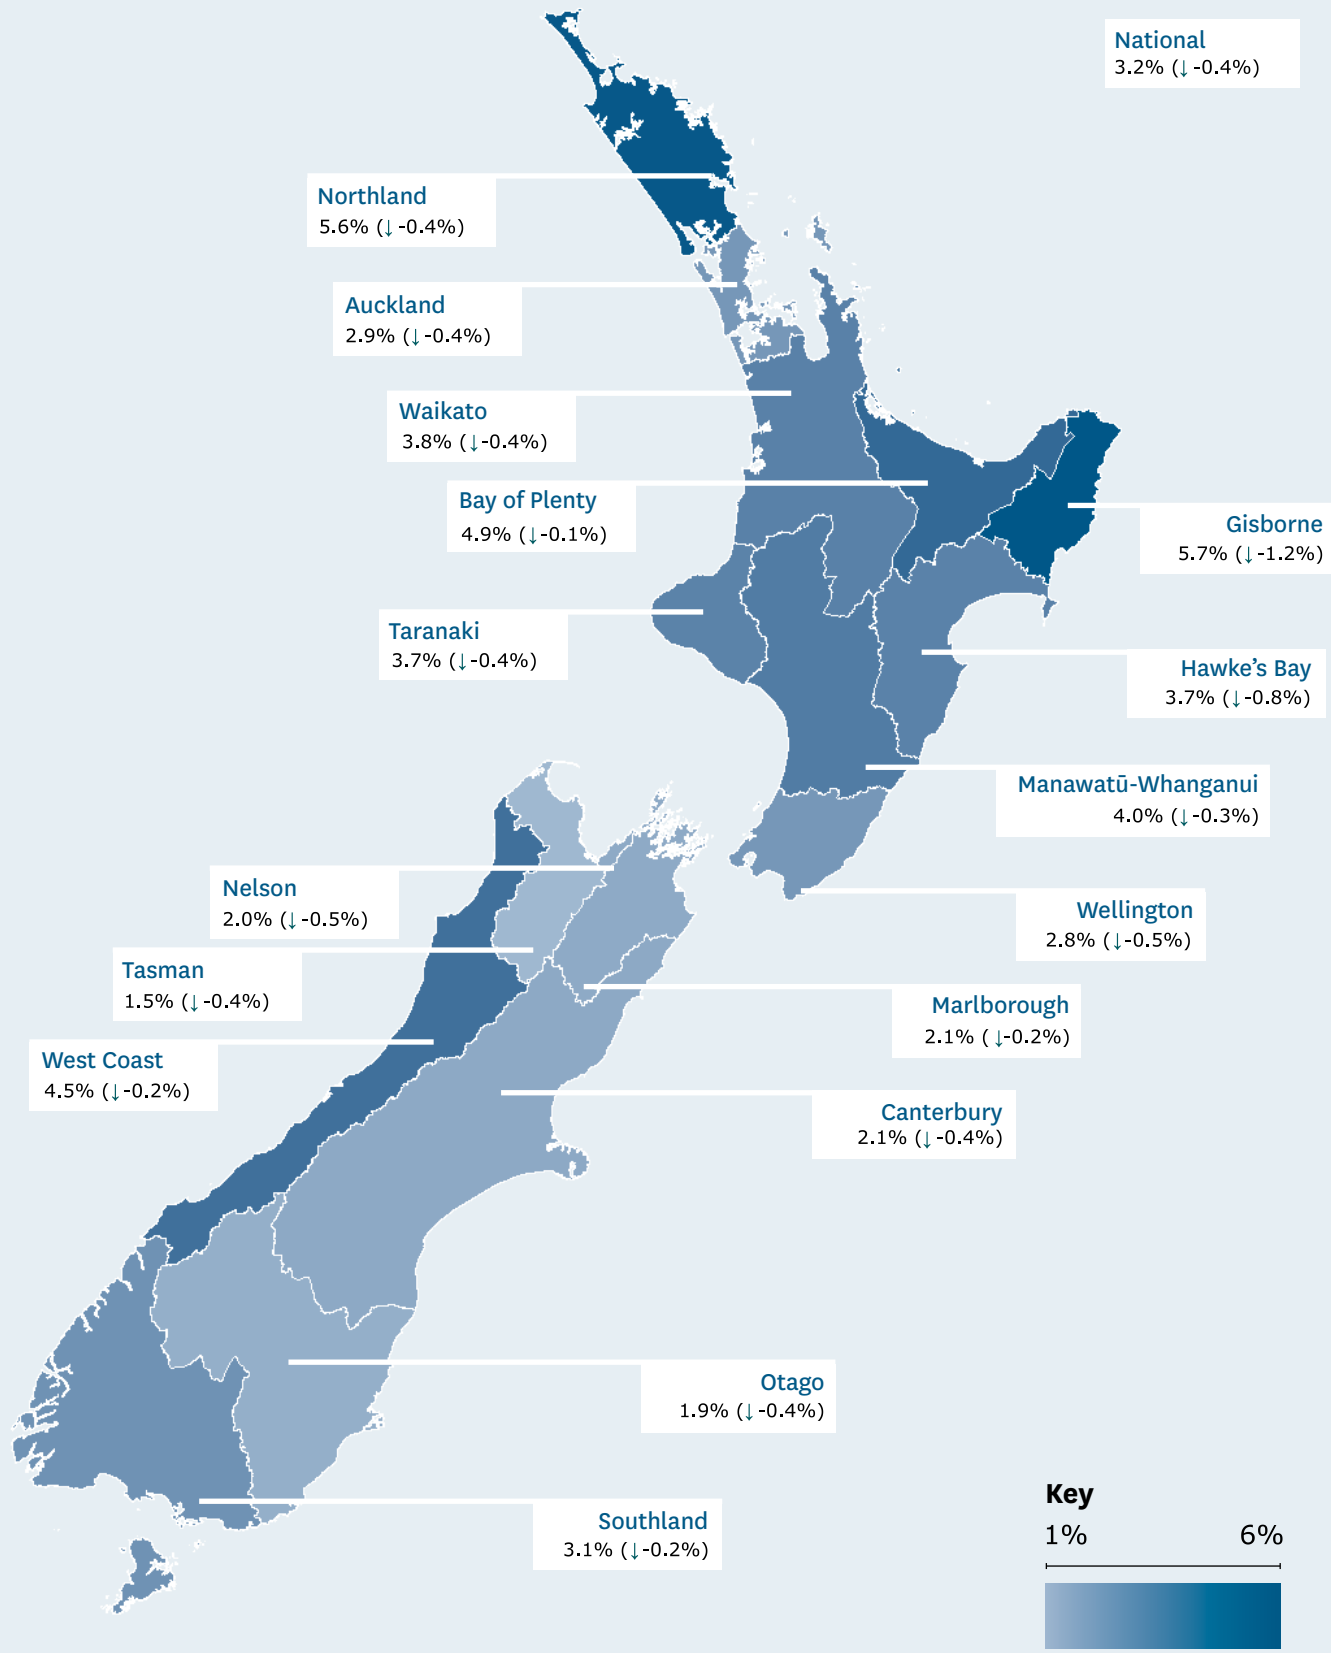 National
3.2% (↓ -0.4%)
Northland
5.6% (↓ -0.4%)
Auckland
2.9% (↓ -0.4%)
Waikato
3.8% (↓-0.4%)
Bay of Plenty
4.9% (↓-0.1%)
Gisborne
5.7% (↓ -1.2%)
Taranaki
3.7% (↓-0.4%)
Hawke’s Bay
3.7% (↓-0.8%)
Manawatū-Whanganui
4.0% (↓-0.3%)
Nelson
2.0% (↓ -0.5%)
Wellington
2.8% (↓-0.5%)
Tasman
1.5% (↓ -0.4%)
Marlborough
2.1% ( ↓-0.2%)
West Coast
4.5% (↓-0.2%)
Canterbury
2.1% (↓ -0.4%)
Otago
1.9% (↓-0.4%)
Southland
3.1% (↓-0.2%)
Key
1% 6%